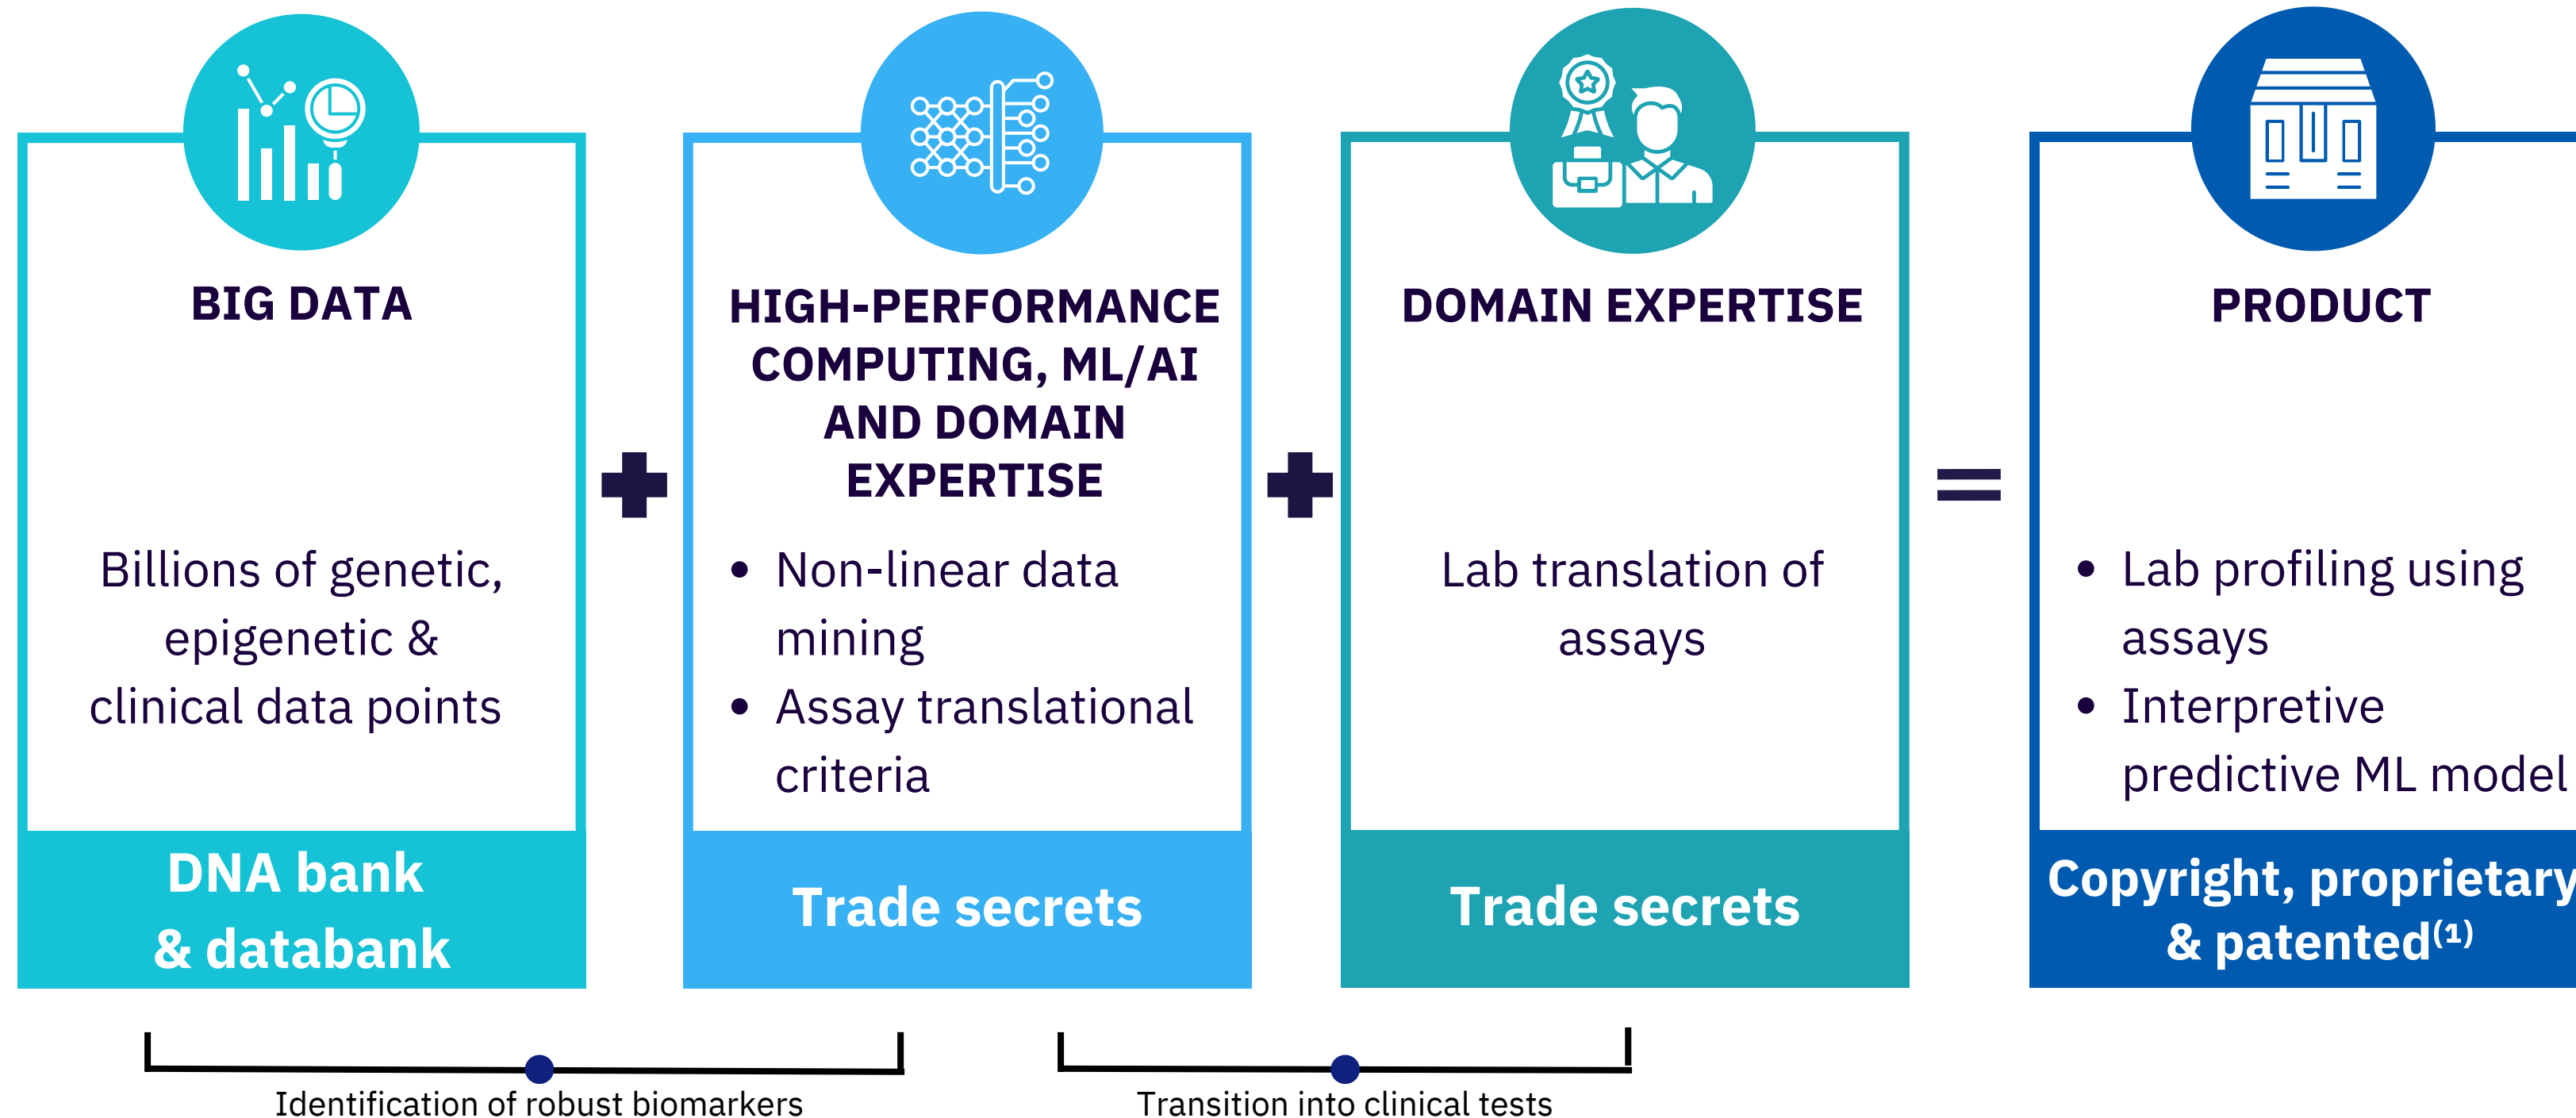 BIG DATA
Billions of genetic,
epigenetic &
clinical data points
DNA bank
& databank
HIGH-PERFORMANCE
COMPUTING, ML/AI
AND DOMAIN
EXPERTISE
• Non-linear data
mining
• Assay translational
criteria
Trade secrets
DOMAIN EXPERTISE
Lab translation of
assays
Trade secrets
=
PRODUCT
• Lab profiling using
assays
• Interpretive
predictive ML model
Copyright, proprietary
& patented⁽¹⁾
Identification of robust biomarkers
Transition into clinical tests